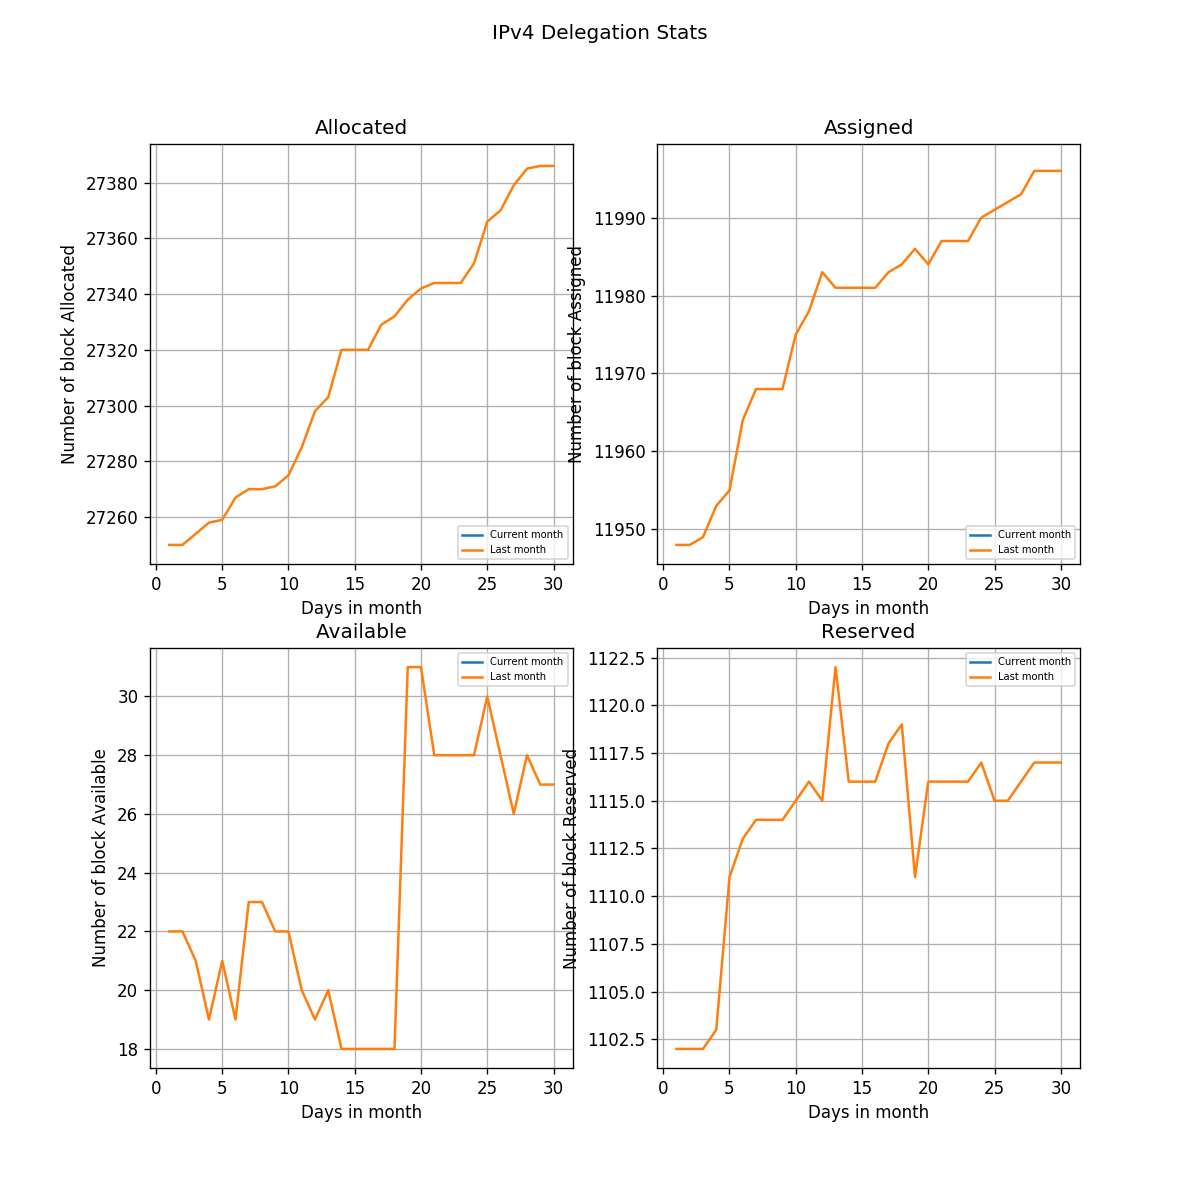 IPv4 Delegation Stats
Allocated
Number of block Allocated
27380
27360
27340
27320
27300
27280
27260
Current month
Last month
0 5 10 15 20 25 30
Days in month
Assigned
Number of block Assigned
11990
11980
11970
11960
11950
Current month
Last month
0 5 10 15 20 25 30
Days in month
Available
Number of block Available
30
28
26
24
22
20
18
Current month
Last month
0 5 10 15 20 25 30
Days in month
Reserved
Number of block Reserved
1122.5
1120.0
1117.5
1115.0
1112.5
1110.0
1107.5
1105.0
1102.5
Current month
Last month
0 5 10 15 20 25 30
Days in month